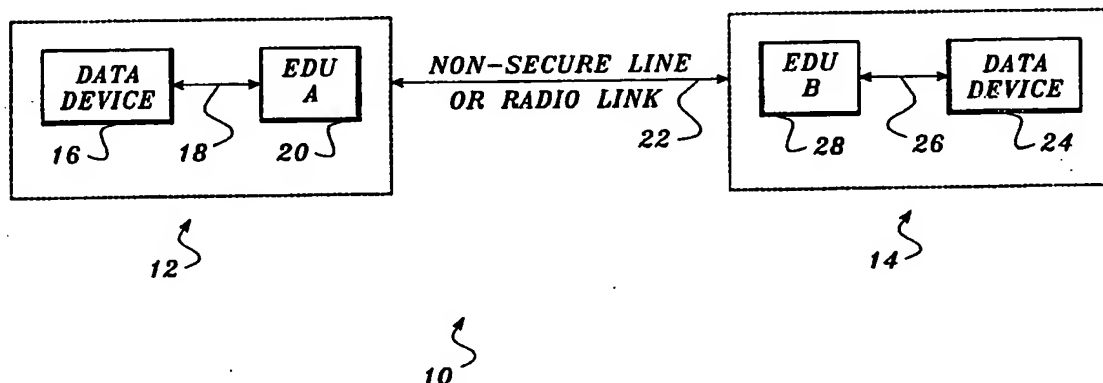 DATA
DEVICE
EDU
A
NON-SECURE LINE
OR RADIO LINK
EDU
B
DATA
DEVICE
16
18
20
22
28
26
24
12
14
10